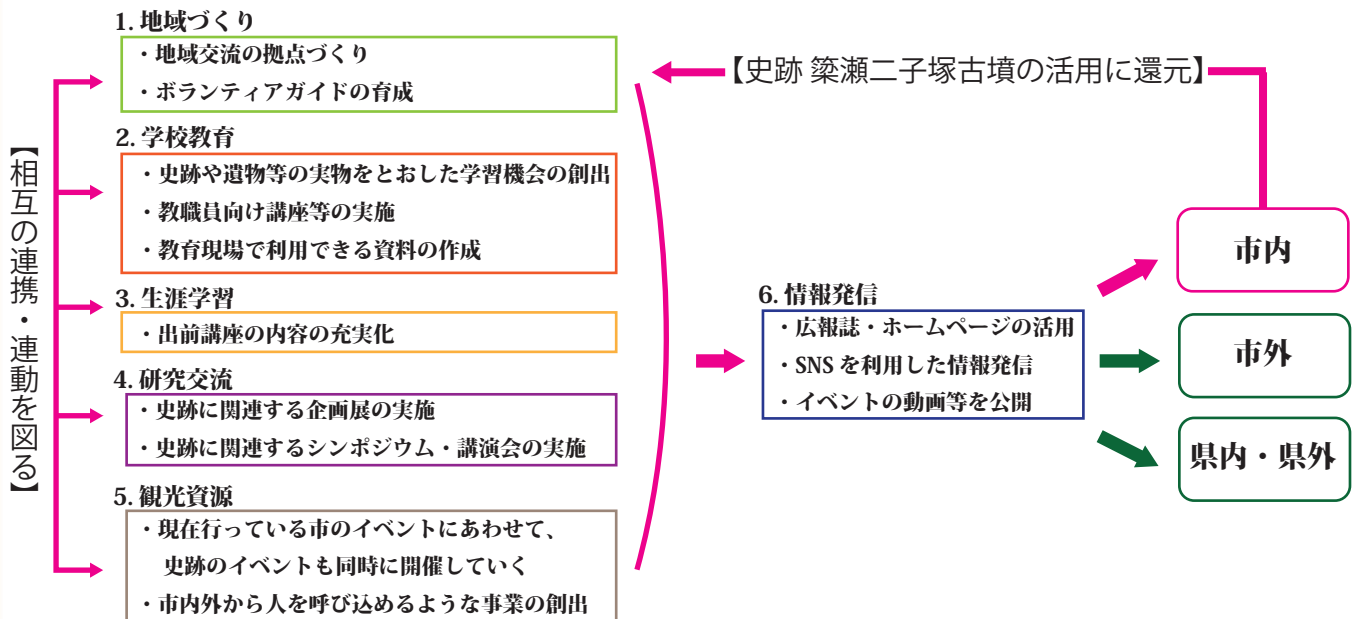 1. 地域づくり
・地域交流の拠点づくり
・ボランティアガイドの育成
2. 学校教育
・史跡や遺物等の実物をとおした学習機会の創出
・教職員向け講座等の実施
・教育現場で利用できる資料の作成
3. 生涯学習
・出前講座の内容の充実化
4. 研究交流
・史跡に関連する企画展の実施
・史跡に関連するシンポジウム・講演会の実施
5. 観光資源
・現在行っている市のイベントにあわせて、
史跡のイベントも同時に開催していく
・市内外から人を呼び込めるような事業の創出
【相互の連携・連動を図る】
6. 情報発信
・広報誌・ホームページの活用
・SNS を利用した情報発信
・イベントの動画等を公開
【史跡 簗瀬二子塚古墳の活用に還元】
市内
市外
県内・県外